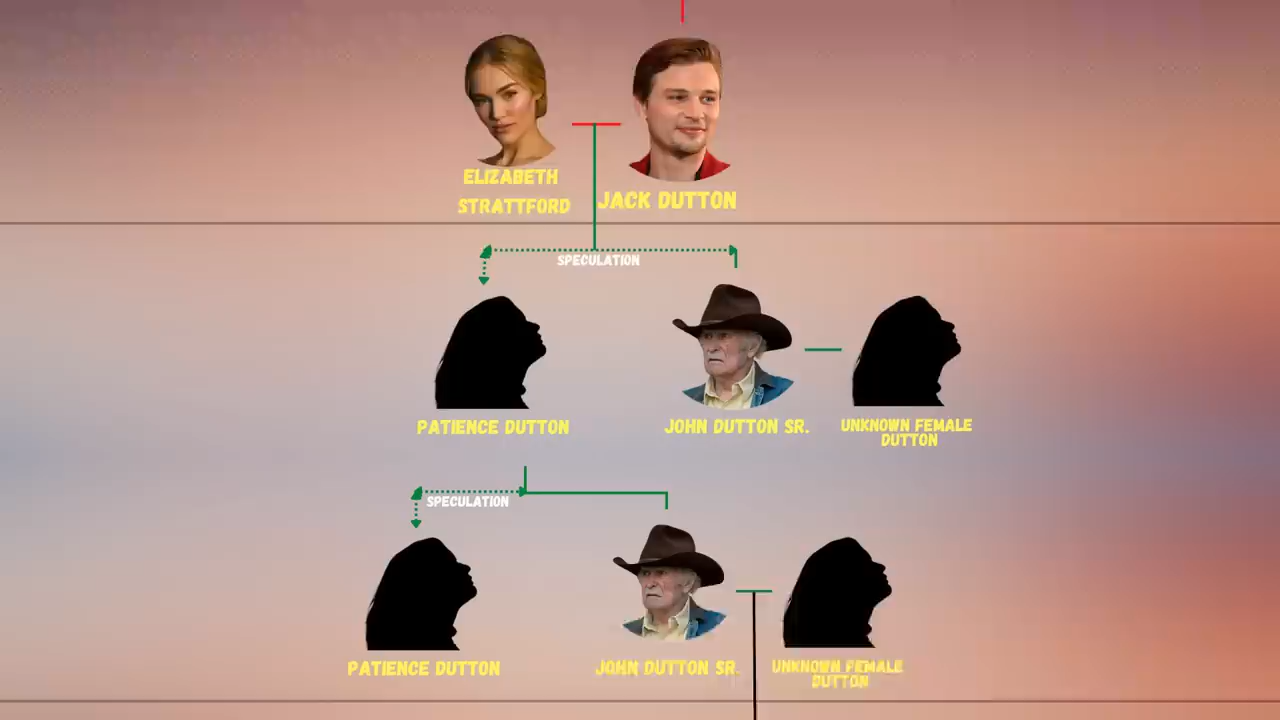 ELIZABETH
STRATTFORD
JACK DUTTON
SPECULATION
PATIENCE DUTTON
JOHN DUTTON SR.
UNKNOWN FEMALE
DUTTON
SPECULATION
PATIENCE DUTTON
JOHN DUTTON SR.
UNKNOWN FEMALE
DUTTON